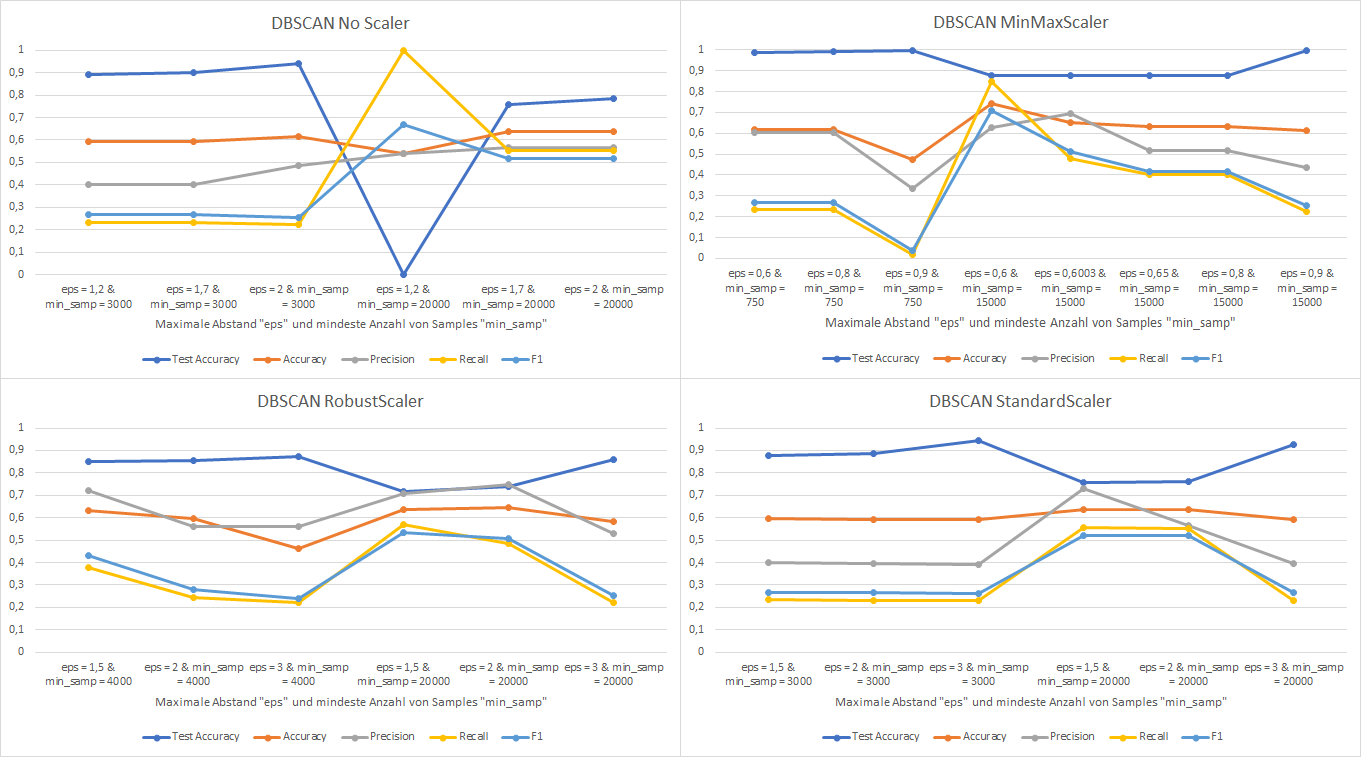 DBSCAN No Scaler
1
0,9
0,8
0,7
0,6
0,5
0,4
0,3
0,2
0,1
0
eps = 1,2 & min_samp = 3000
eps = 1,7 & min_samp = 3000
eps = 2 & min_samp = 3000
eps = 1,2 & min_samp = 20000
eps = 1,7 & min_samp = 20000
eps = 2 & min_samp = 20000
Maximale Abstand "eps" und mindeste Anzahl von Samples "min_samp"
Test Accuracy Accuracy Precision Recall F1
DBSCAN MinMaxScaler
1
0,9
0,8
0,7
0,6
0,5
0,4
0,3
0,2
0,1
0
eps = 0,6 & min_samp = 750
eps = 0,8 & min_samp = 750
eps = 0,9 & min_samp = 750
eps = 0,6 & min_samp = 15000
eps = 0,6003 & min_samp = 15000
eps = 0,65 & min_samp = 15000
eps = 0,8 & min_samp = 15000
eps = 0,9 & min_samp = 15000
Maximale Abstand "eps" und mindeste Anzahl von Samples "min_samp"
Test Accuracy Accuracy Precision Recall F1
DBSCAN RobustScaler
1
0,9
0,8
0,7
0,6
0,5
0,4
0,3
0,2
0,1
0
eps = 1,5 & min_samp = 4000
eps = 2 & min_samp = 4000
eps = 3 & min_samp = 4000
eps = 1,5 & min_samp = 20000
eps = 2 & min_samp = 20000
eps = 3 & min_samp = 20000
Maximale Abstand "eps" und mindeste Anzahl von Samples "min_samp"
Test Accuracy Accuracy Precision Recall F1
DBSCAN StandardScaler
1
0,9
0,8
0,7
0,6
0,5
0,4
0,3
0,2
0,1
0
eps = 1,5 & min_samp = 3000
eps = 2 & min_samp = 3000
eps = 3 & min_samp = 3000
eps = 1,5 & min_samp = 20000
eps = 2 & min_samp = 20000
eps = 3 & min_samp = 20000
Maximale Abstand "eps" und mindeste Anzahl von Samples "min_samp"
Test Accuracy Accuracy Precision Recall F1